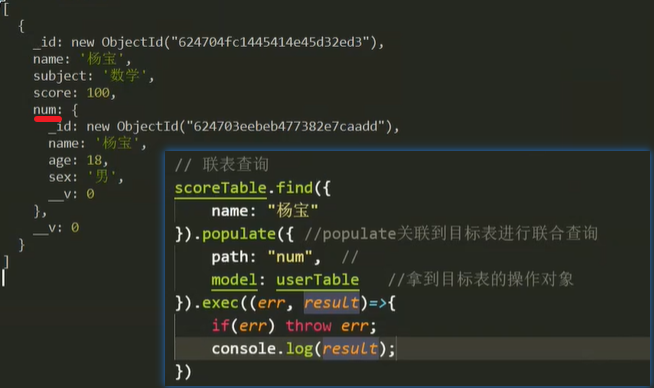 [
  {
    _id: new ObjectId("624704fc1445414e45d32ed3"),
    name: '杨宝',
    subject: '数学',
    score: 100,
    num: {
      _id: new ObjectId("624703eebeb477382e7caadd"),
      name: '杨宝',
      age: 18,
      sex: '男',
      __v: 0
    },
    __v: 0
  }
]
// 联表查询
scoreTable.find({
    name: "杨宝"
}).populate({ //populate关联到目标表进行联合查询
    path: "num",  //
    model: userTable   //拿到目标表的操作对象
}).exec((err, result)=>{
    if(err) throw err;
    console.log(result);
})